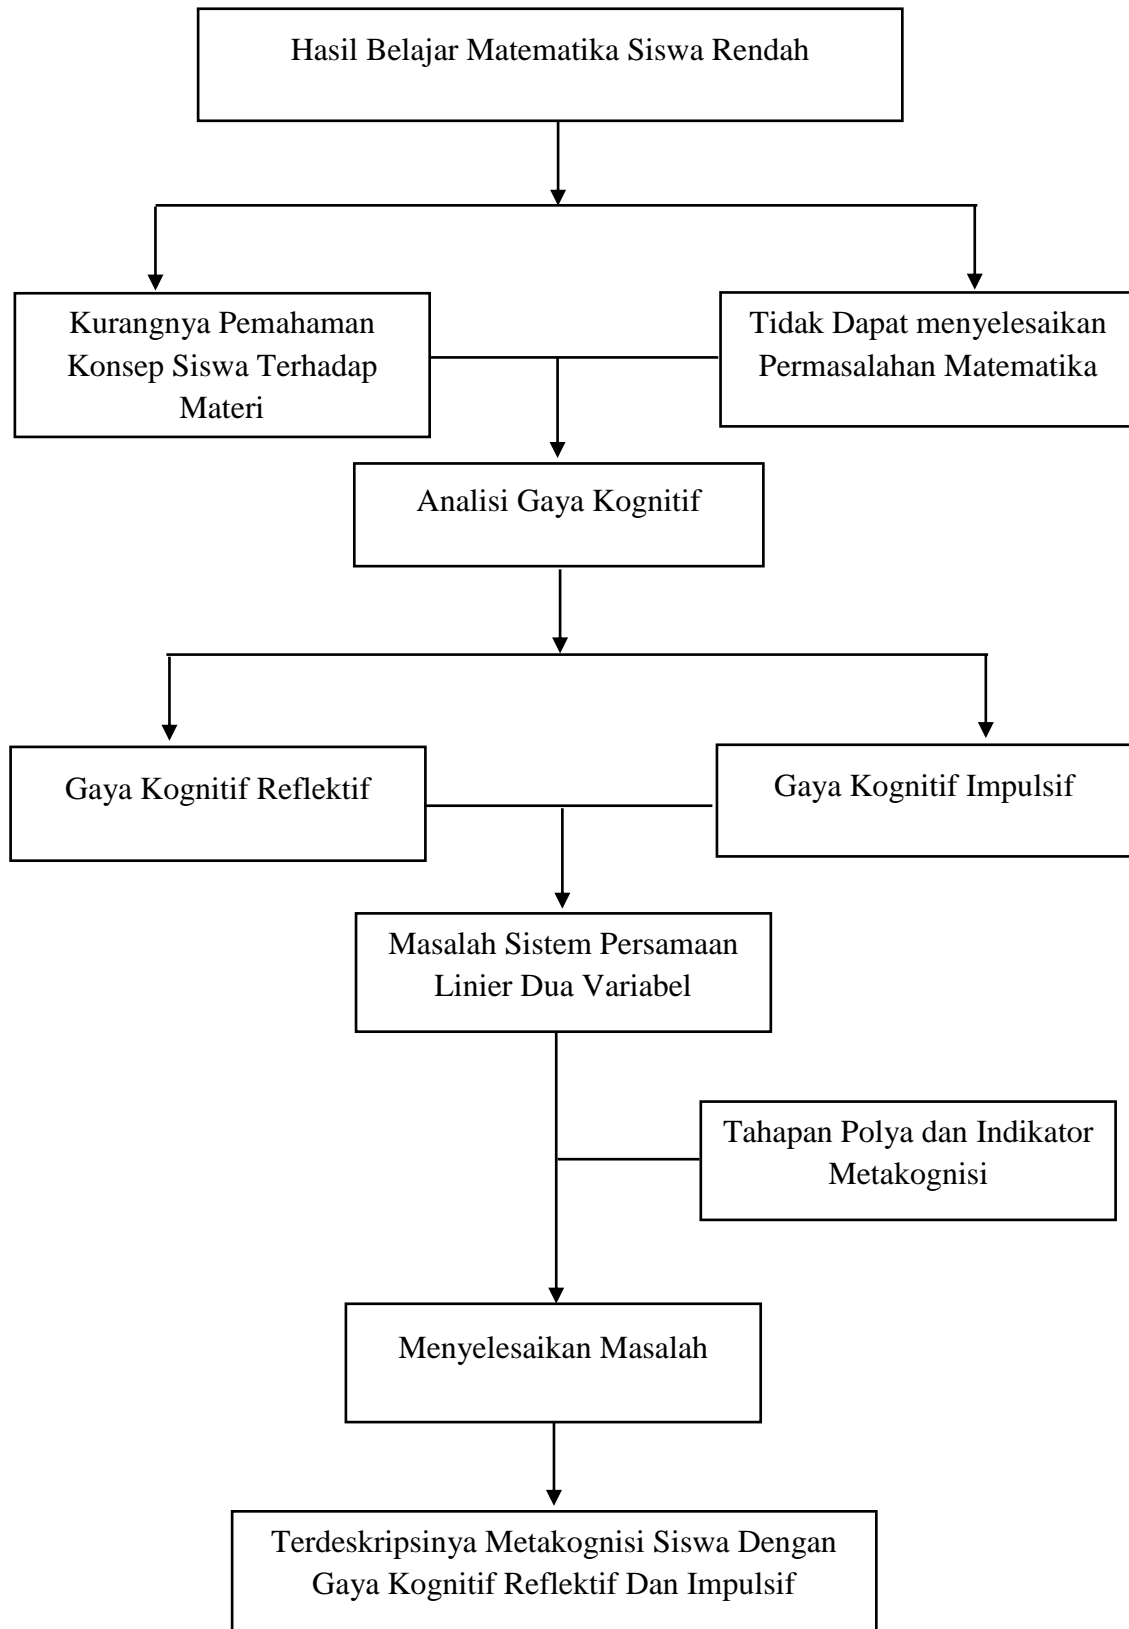 Hasil Belajar Matematika Siswa Rendah
Kurangnya Pemahaman
Konsep Siswa Terhadap
Materi
Tidak Dapat menyelesaikan
Permasalahan Matematika
Analisi Gaya Kognitif
Gaya Kognitif Reflektif
Gaya Kognitif Impulsif
Masalah Sistem Persamaan
Linier Dua Variabel
Tahapan Polya dan Indikator
Metakognisi
Menyelesaikan Masalah
Terdeskripsinya Metakognisi Siswa Dengan
Gaya Kognitif Reflektif Dan Impulsif